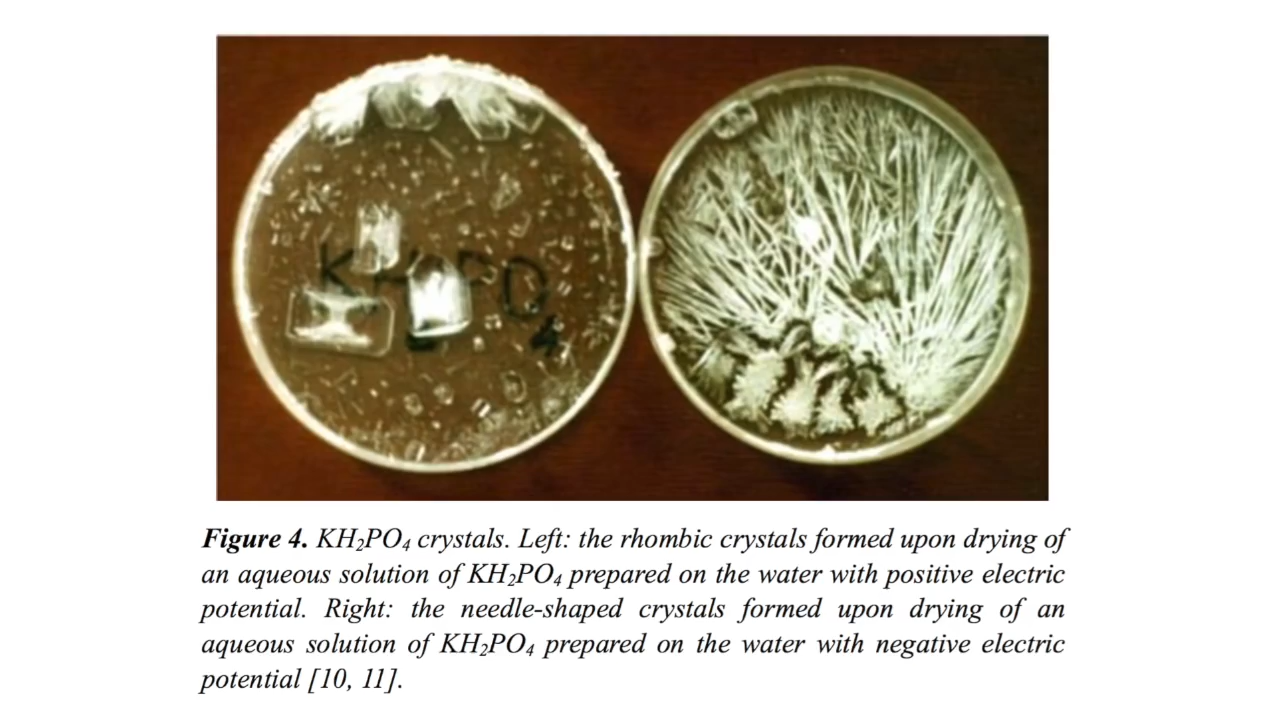 KH2PO4
Figure 4. KH₂PO₄ crystals. Left: the rhombic crystals formed upon drying of
an aqueous solution of KH₂PO₄ prepared on the water with positive electric
potential. Right: the needle-shaped crystals formed upon drying of an
aqueous solution of KH₂PO₄ prepared on the water with negative electric
potential [10, 11].